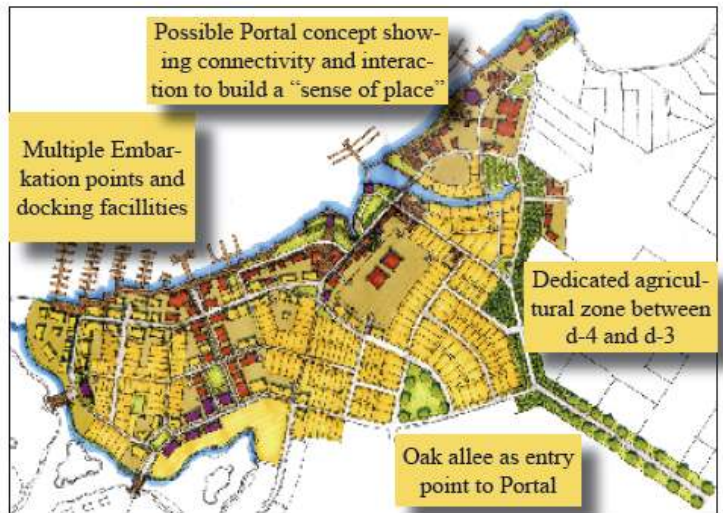 Possible Portal concept show-
ing connectivity and interac-
tion to build a “sense of place”
Multiple Embar-
kation points and
docking facillities
Dedicated agricul-
tural zone between
d-4 and d-3
Oak allee as entry
point to Portal